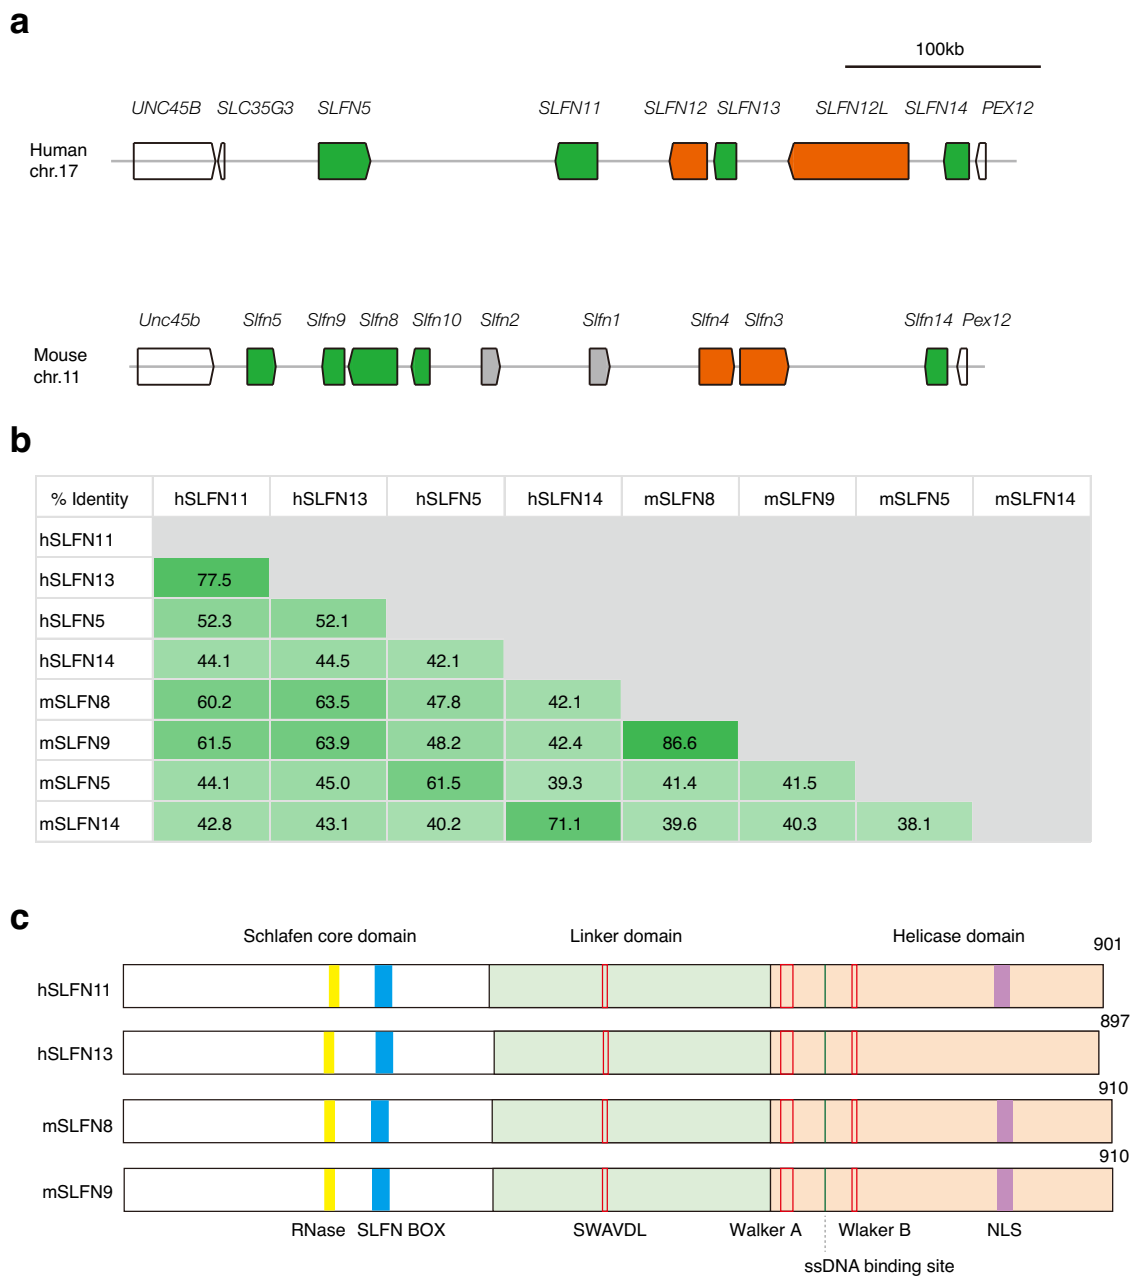 a
100kb
UNC45B SLC35G3 SLFN5 SLFN11 SLFN12 SLFN13 SLFN12L SLFN14 PEX12
Human
chr.17
Unc45b Slfn5 Slfn9 Slfn8 Slfn10 Slfn2 Slfn1 Slfn4 Slfn3 Slfn14 Pex12
Mouse
chr.11
b
% Identity hSLFN11 hSLFN13 hSLFN5 hSLFN14 mSLFN8 mSLFN9 mSLFN5 mSLFN14
hSLFN11
hSLFN13 77.5
hSLFN5 52.3 52.1
hSLFN14 44.1 44.5 42.1
mSLFN8 60.2 63.5 47.8 42.1
mSLFN9 61.5 63.9 48.2 42.4 86.6
mSLFN5 44.1 45.0 61.5 39.3 41.4 41.5
mSLFN14 42.8 43.1 40.2 71.1 39.6 40.3 38.1
c
Schlafen core domain Linker domain Helicase domain
901
hSLFN11
897
hSLFN13
910
mSLFN8
910
mSLFN9
RNase SLFN BOX SWAVDL Walker A Wlaker B NLS
ssDNA binding site